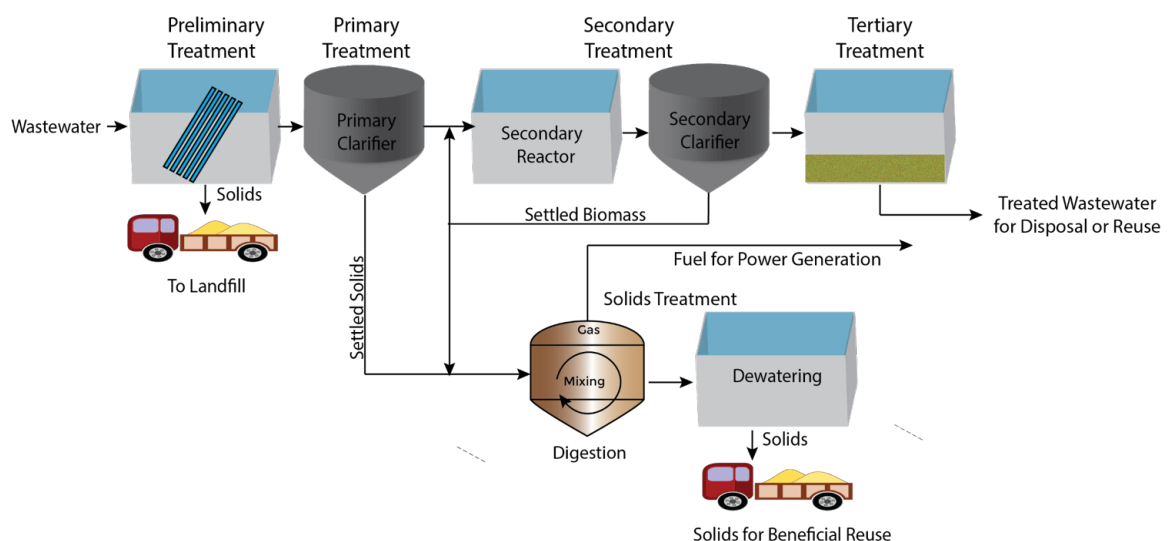 Preliminary
Treatment
Primary
Treatment
Secondary
Treatment
Tertiary
Treatment
Wastewater
Primary
Clarifier
Secondary
Reactor
Secondary
Clarifier
Solids
To Landfill
Settled Biomass
Treated Wastewater
for Disposal or Reuse
Fuel for Power Generation
Settled Solids
Solids Treatment
Gas
Mixing
Digestion
Dewatering
Solids
Solids for Beneficial Reuse